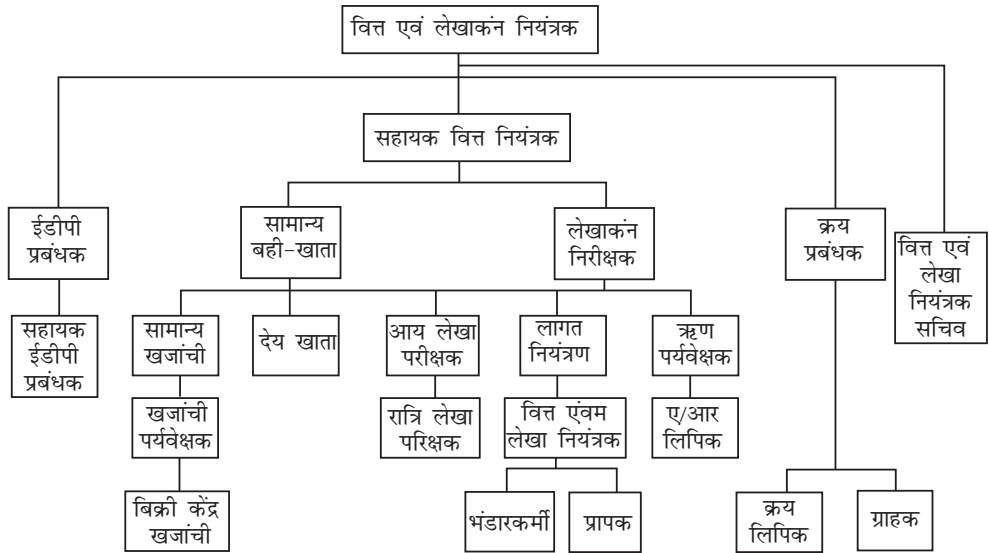 वित्त एवं लेखाकंन नियंत्रक
सहायक वित्त नियंत्रक
ईडीपी
प्रबंधक
सामान्य
बही-खाता
लेखाकंन
निरीक्षक
क्रय
प्रबंधक
वित्त एवं
लेखा
नियंत्रक
सचिव
सहायक
ईडीपी
प्रबंधक
सामान्य
खजांची
देय खाता
आय लेखा
परीक्षक
लागत
नियंत्रण
ऋण
पर्यवेक्षक
खजांची
पर्यवेक्षक
रात्रि लेखा
परिक्षक
वित्त एंवम
लेखा नियंत्रक
ए/आर
लिपिक
बिक्री केंद्र
खजांची
भंडारकर्मी
प्रापक
क्रय
लिपिक
ग्राहक